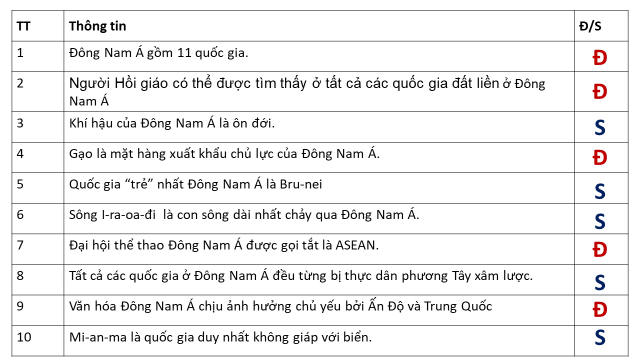 TT Thông tin Đ/S
1 Đông Nam Á gồm 11 quốc gia. Đ
2 Người Hồi giáo có thể được tìm thấy ở tất cả các quốc gia đất liền ở Đông
Nam Á Đ
3 Khí hậu của Đông Nam Á là ôn đới. S
4 Gạo là mặt hàng xuất khẩu chủ lực của Đông Nam Á. Đ
5 Quốc gia “trẻ” nhất Đông Nam Á là Bru-nei S
6 Sông I-ra-oa-đi là con sông dài nhất chảy qua Đông Nam Á. S
7 Đại hội thể thao Đông Nam Á được gọi tắt là ASEAN. Đ
8 Tất cả các quốc gia ở Đông Nam Á đều từng bị thực dân phương Tây xâm lược. S
9 Văn hóa Đông Nam Á chịu ảnh hưởng chủ yếu bởi Ấn Độ và Trung Quốc Đ
10 Mi-an-ma là quốc gia duy nhất không giáp với biển. S